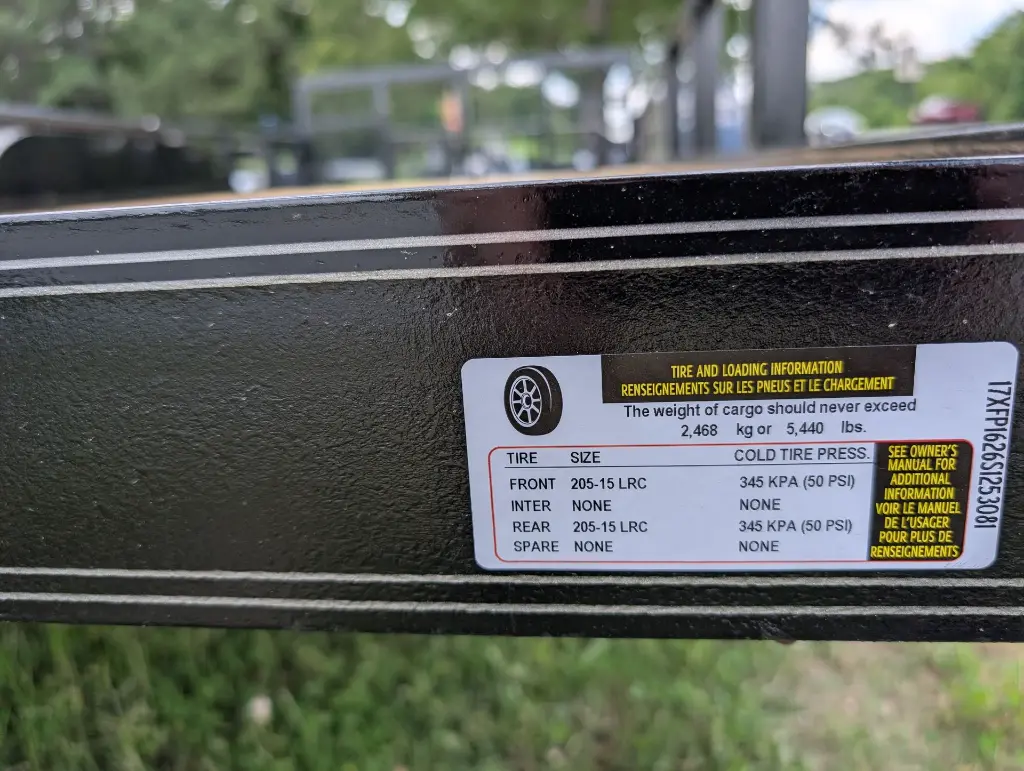 TIRE AND LOADING INFORMATION
RENSEIGNEMENTS SUR LES PNEUS ET LE CHARGEMENT
The weight of cargo should never exceed
2,468 kg or 5,440 lbs.
TIRE SIZE COLD TIRE PRESS.
FRONT 205-15 LRC 345 KPA (50 PSI)
INTER NONE NONE
REAR 205-15 LRC 345 KPA (50 PSI)
SPARE NONE NONE
SEE OWNER'S
MANUAL FOR
ADDITIONAL
INFORMATION
VOIR LE MANUEL
DE L'USAGER
POUR PLUS DE
RENSEIGNEMENTS
17XFP1626S1253081